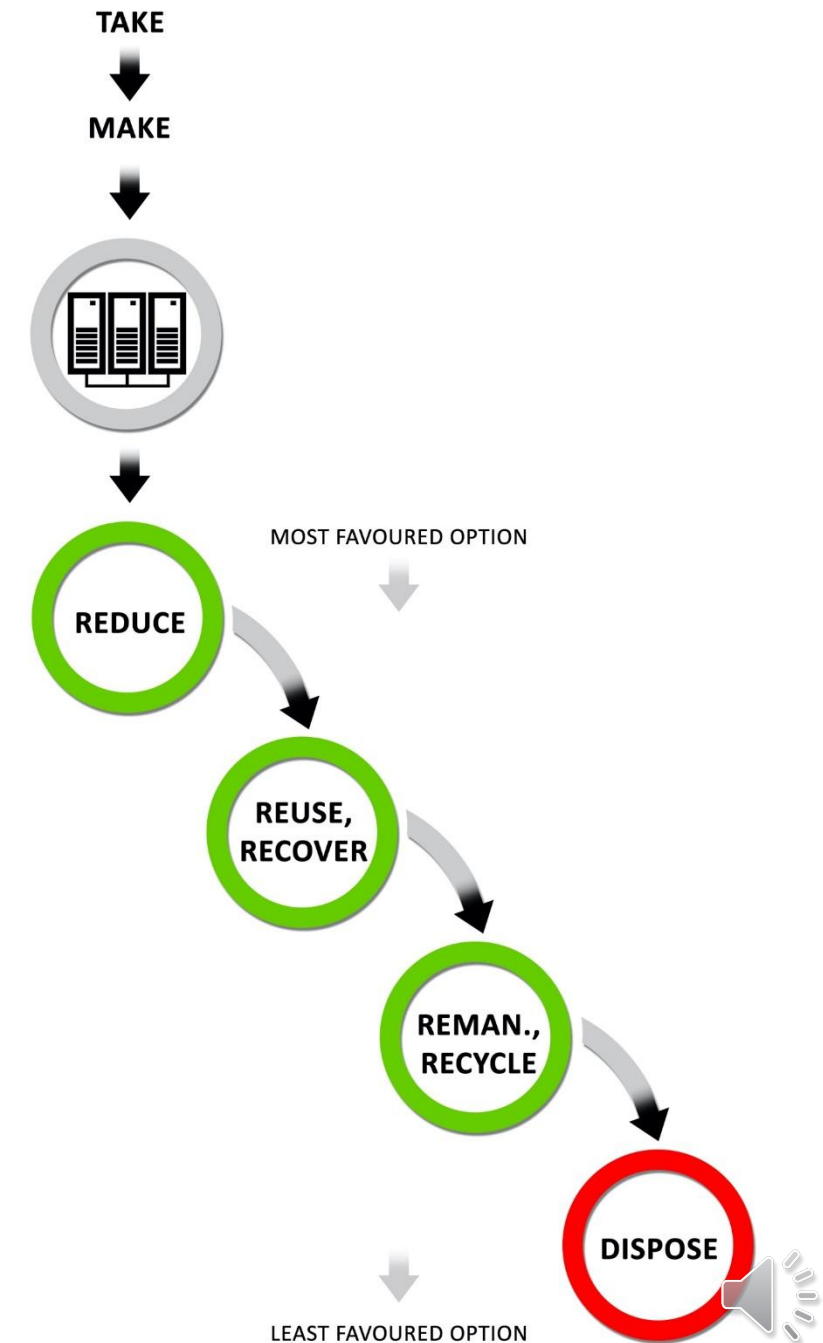 TAKE
MAKE
MOST FAVOURED OPTION
REDUCE
REUSE,
RECOVER
REMAN.,
RECYCLE
DISPOSE
LEAST FAVOURED OPTION